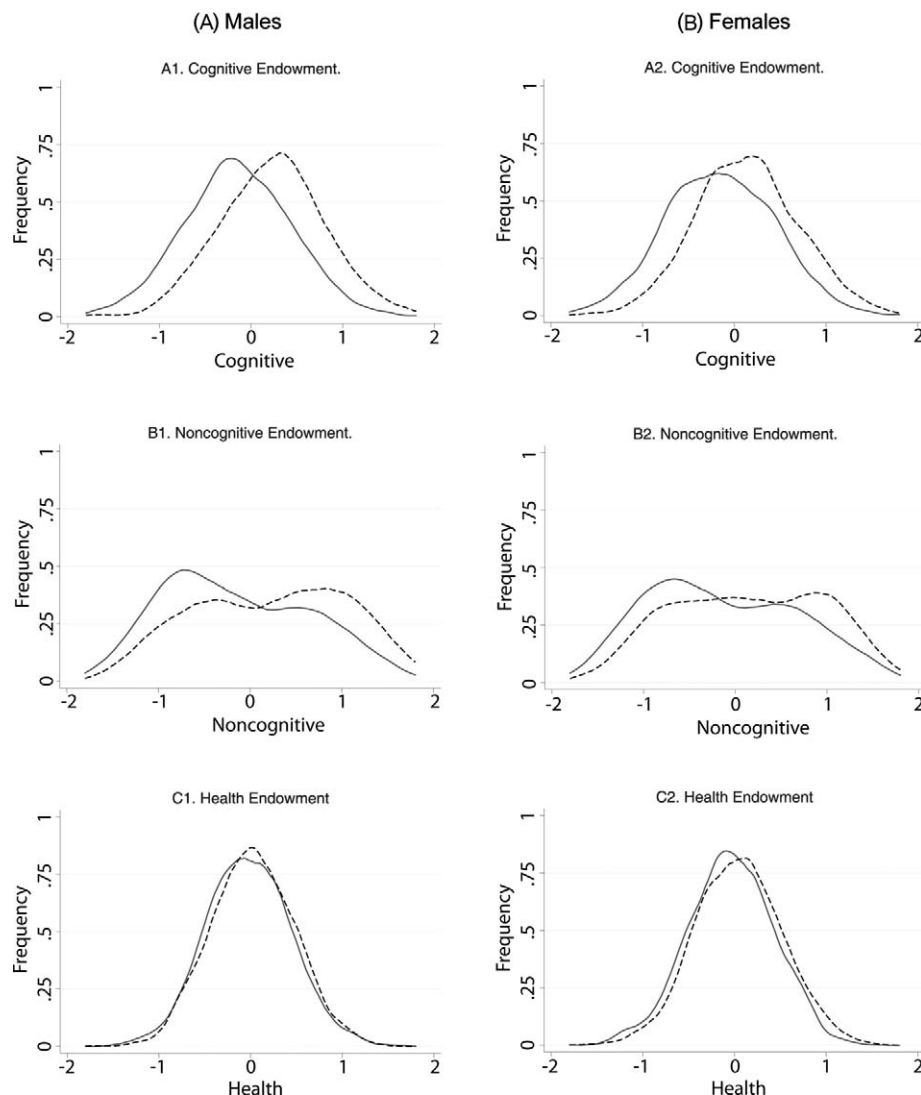 (A) Males
(B) Females
A1. Cognitive Endowment.
A2. Cognitive Endowment.
Frequency
0 .25 .5 .75 1
-2 -1 0 1 2
Cognitive
Frequency
0 .25 .5 .75 1
-2 -1 0 1 2
Cognitive
B1. Noncognitive Endowment.
B2. Noncognitive Endowment.
Frequency
0 .25 .5 .75 1
-2 -1 0 1 2
Noncognitive
Frequency
0 .25 .5 .75 1
-2 -1 0 1 2
Noncognitive
C1. Health Endowment
C2. Health Endowment
Frequency
0 .25 .5 .75 1
-2 -1 0 1 2
Health
Frequency
0 .25 .5 .75 1
-2 -1 0 1 2
Health